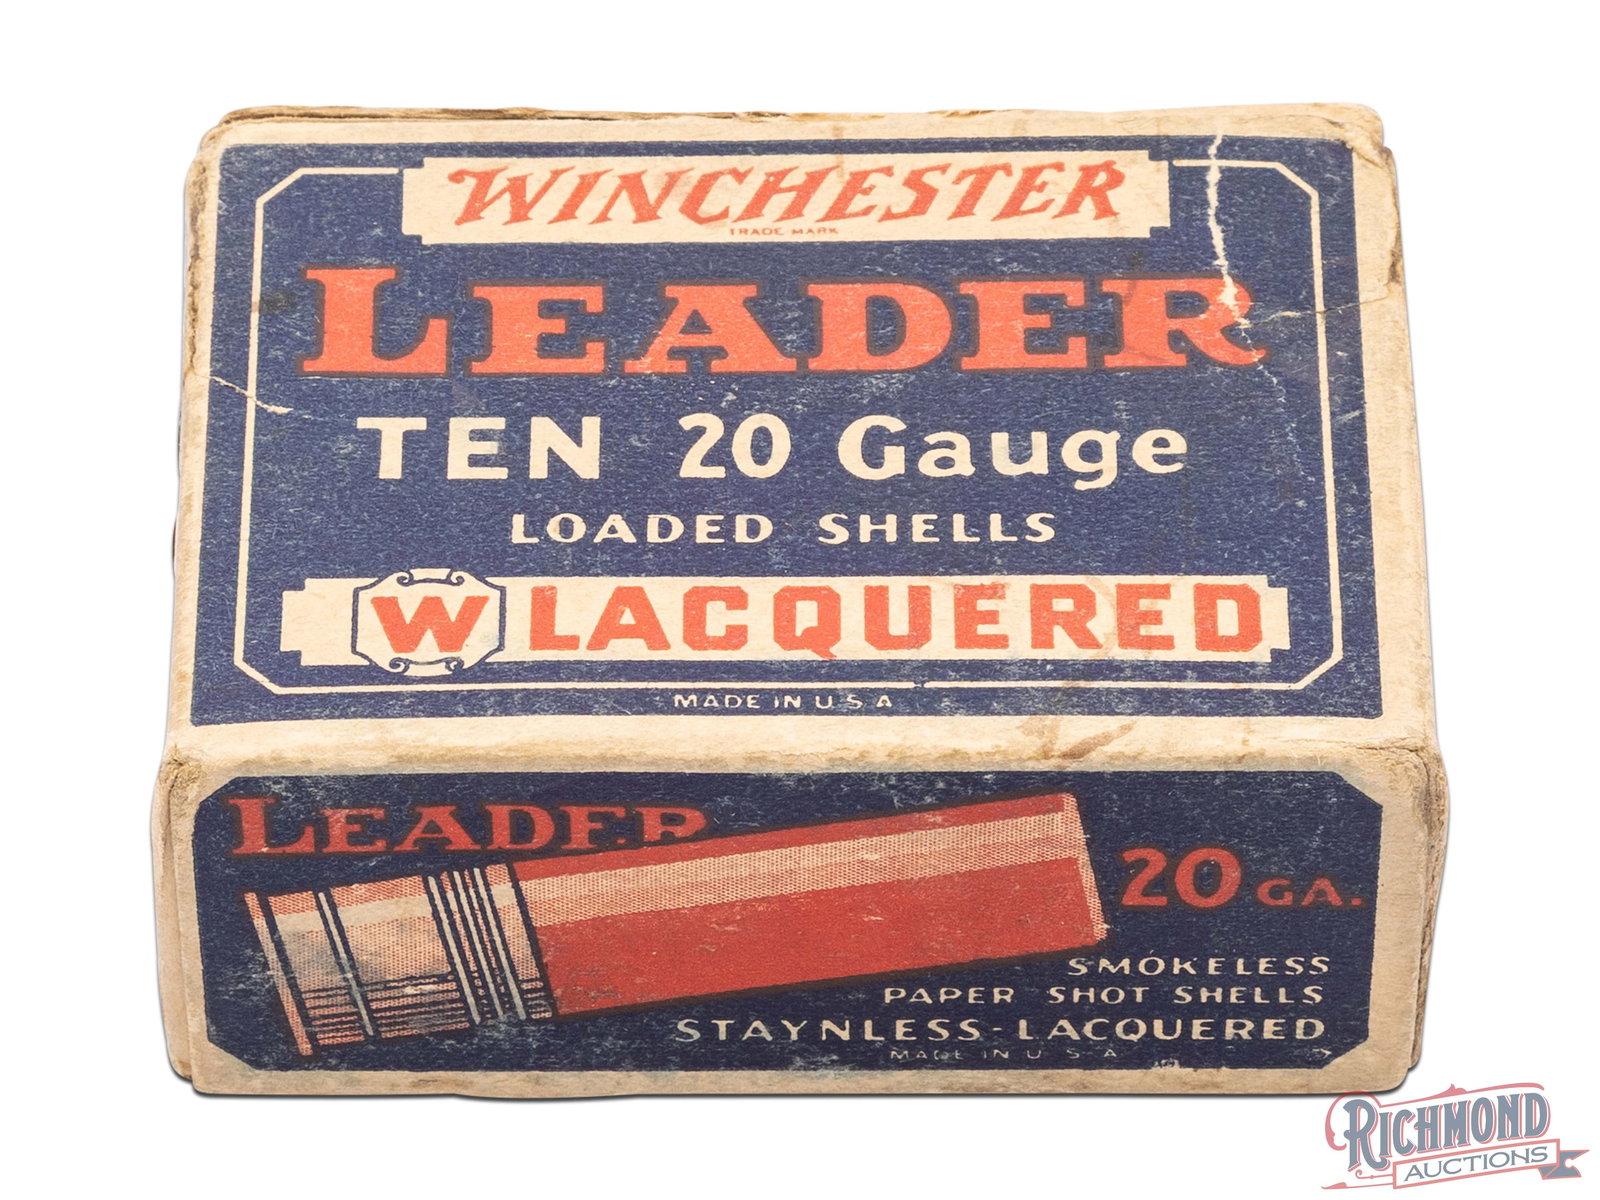 WINCHESTER
TRADE MARK
LEADER
TEN 20 Gauge
LOADED SHELLS
W LACQUERED
MADE IN U.S.A
LEADER
20 GA.
SMOKELESS
PAPER SHOT SHELLS
STAYNLESS-LACQUERED
MADE IN U S A
RICHMOND
AUCTIONS